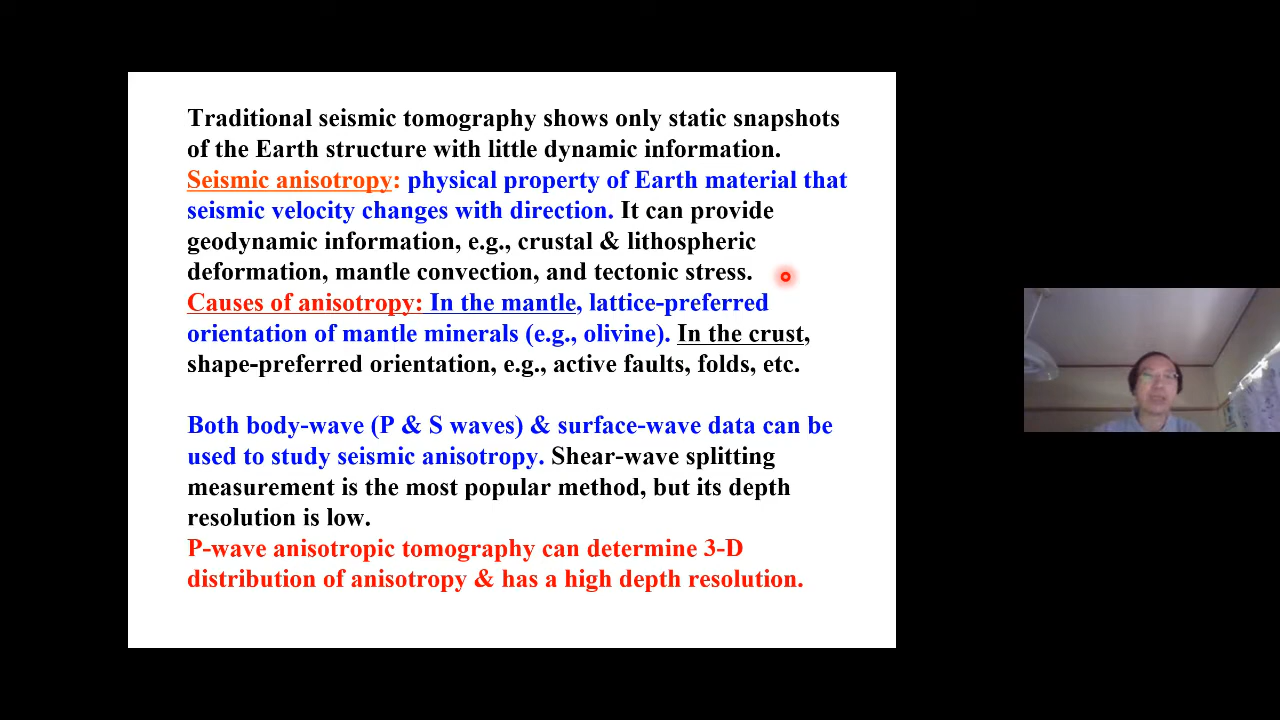 Traditional seismic tomography shows only static snapshots
of the Earth structure with little dynamic information.
Seismic anisotropy: physical property of Earth material that
seismic velocity changes with direction. It can provide
geodynamic information, e.g., crustal & lithospheric
deformation, mantle convection, and tectonic stress.
Causes of anisotropy: In the mantle, lattice-preferred
orientation of mantle minerals (e.g., olivine). In the crust,
shape-preferred orientation, e.g., active faults, folds, etc.
Both body-wave (P & S waves) & surface-wave data can be
used to study seismic anisotropy. Shear-wave splitting
measurement is the most popular method, but its depth
resolution is low.
P-wave anisotropic tomography can determine 3-D
distribution of anisotropy & has a high depth resolution.